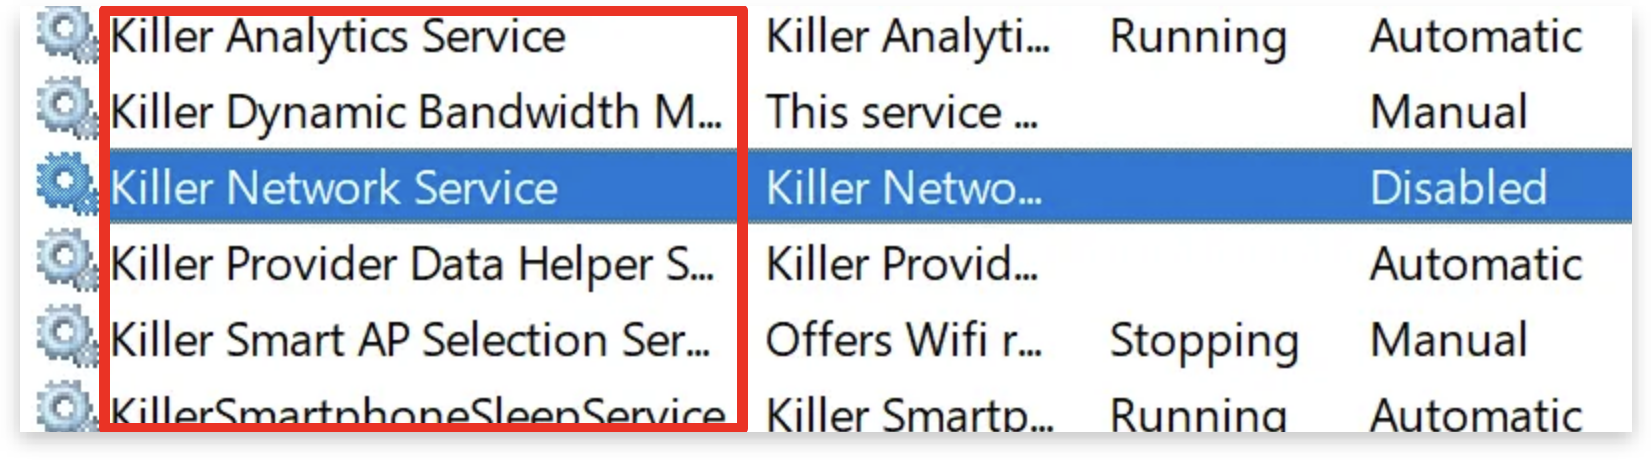 Killer Analytics Service Killer Analyti... Running Automatic
Killer Dynamic Bandwidth M... This service ... Manual
Killer Network Service Killer Netwo... Disabled
Killer Provider Data Helper S... Killer Provid... Automatic
Killer Smart AP Selection Ser... Offers Wifi r... Stopping Manual
KillerSmartphoneSleepService Killer Smartp... Running Automatic